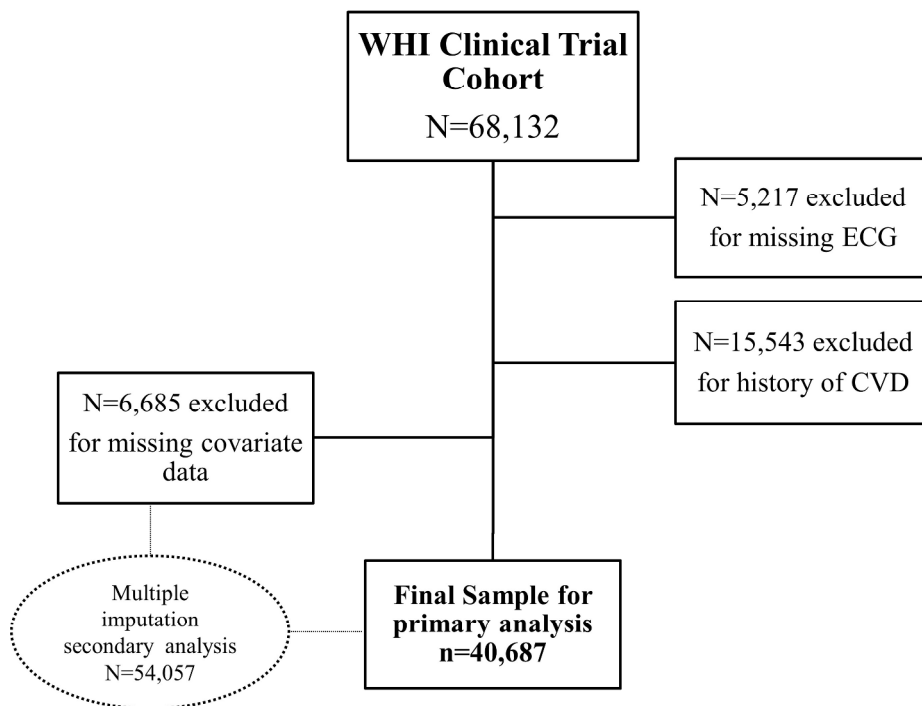 WHI Clinical Trial
Cohort
N=68,132
N=5,217 excluded
for missing ECG
N=15,543 excluded
for history of CVD
N=6,685 excluded
for missing covariate
data
Multiple
imputation
secondary analysis
N=54,057
Final Sample for
primary analysis
n=40,687